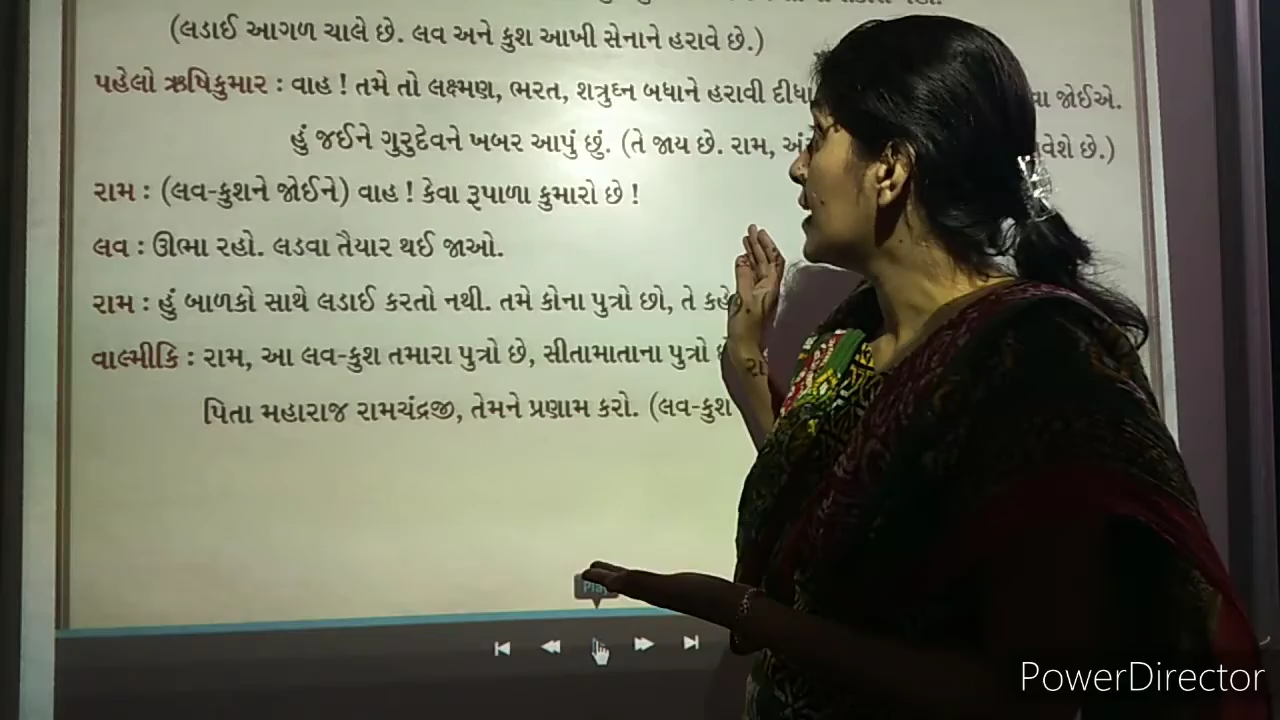 (લડાઈ આગળ ચાલે છે. લવ અને કુશ આખી સેનાને હરાવે છે.)
પહેલો ઋષિકુમાર : વાહ ! તમે તો લક્ષ્મણ, ભરત, શત્રુઘ્ન બધાને હરાવી દીધા જોઈએ.
હું જઈને ગુરુદેવને ખબર આપું છું. (તે જાય છે. રામ, છે.)
રામ : (લવ-કુશને જોઈને) વાહ ! કેવા રૂપાળા કુમારો છે !
લવ : ઊભા રહો. લડવા તૈયાર થઈ જાઓ.
રામ : હું બાળકો સાથે લડાઈ કરતો નથી. તમે કોના પુત્રો છો, તે
વાલ્મીકિ : રામ, આ લવ-કુશ તમારા પુત્રો છે, સીતામાતાના પુત્રો
પિતા મહારાજ રામચંદ્રજી, તેમને પ્રણામ કરો. (લવ-કુશ
PowerDirector